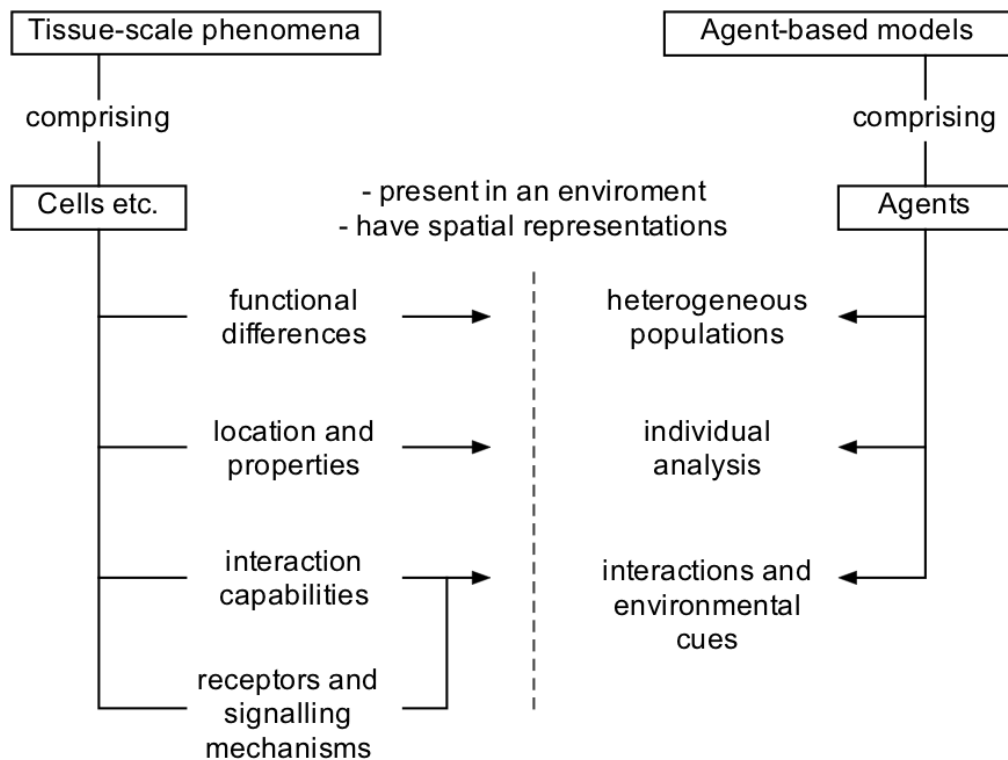 Tissue-scale phenomena
Agent-based models
comprising
comprising
Cells etc.
- present in an enviroment
- have spatial representations
Agents
functional
differences
heterogeneous
populations
location and
properties
individual
analysis
interaction
capabilities
interactions and
environmental
cues
receptors and
signalling
mechanisms